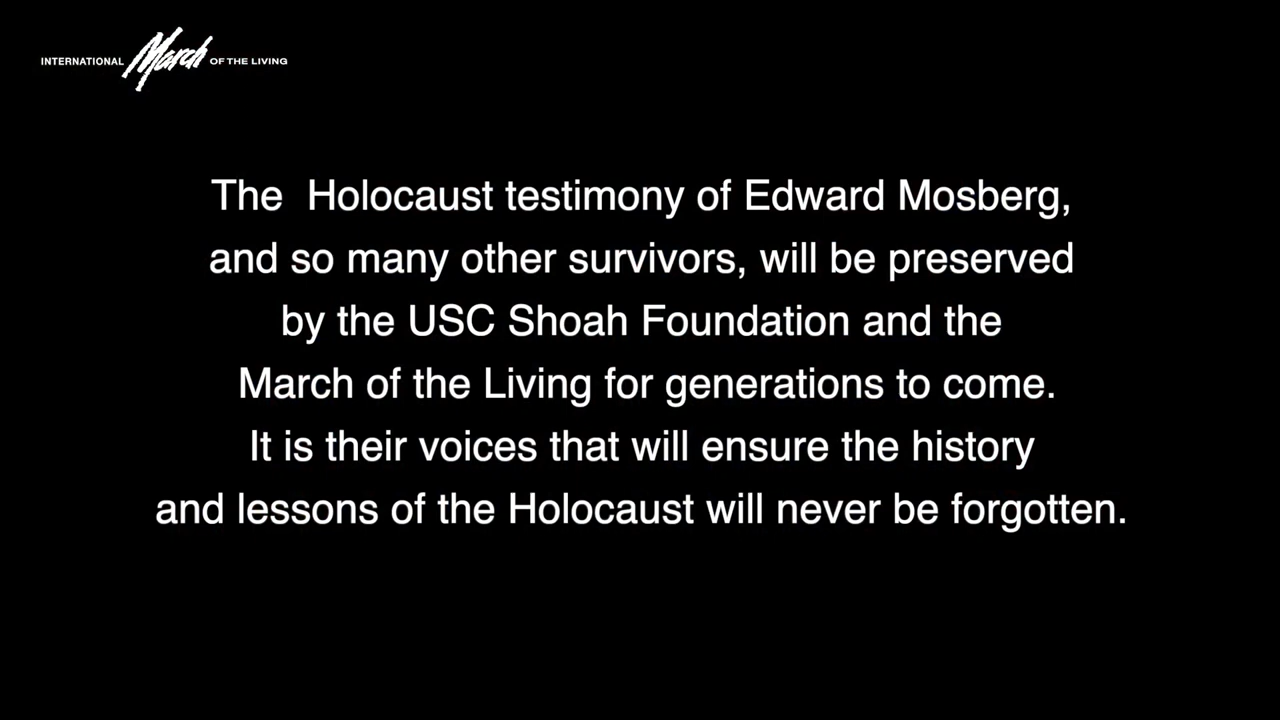 INTERNATIONAL March OF THE LIVING
The  Holocaust testimony of Edward Mosberg,
and so many other survivors, will be preserved
by the USC Shoah Foundation and the
March of the Living for generations to come.
It is their voices that will ensure the history
and lessons of the Holocaust will never be forgotten.